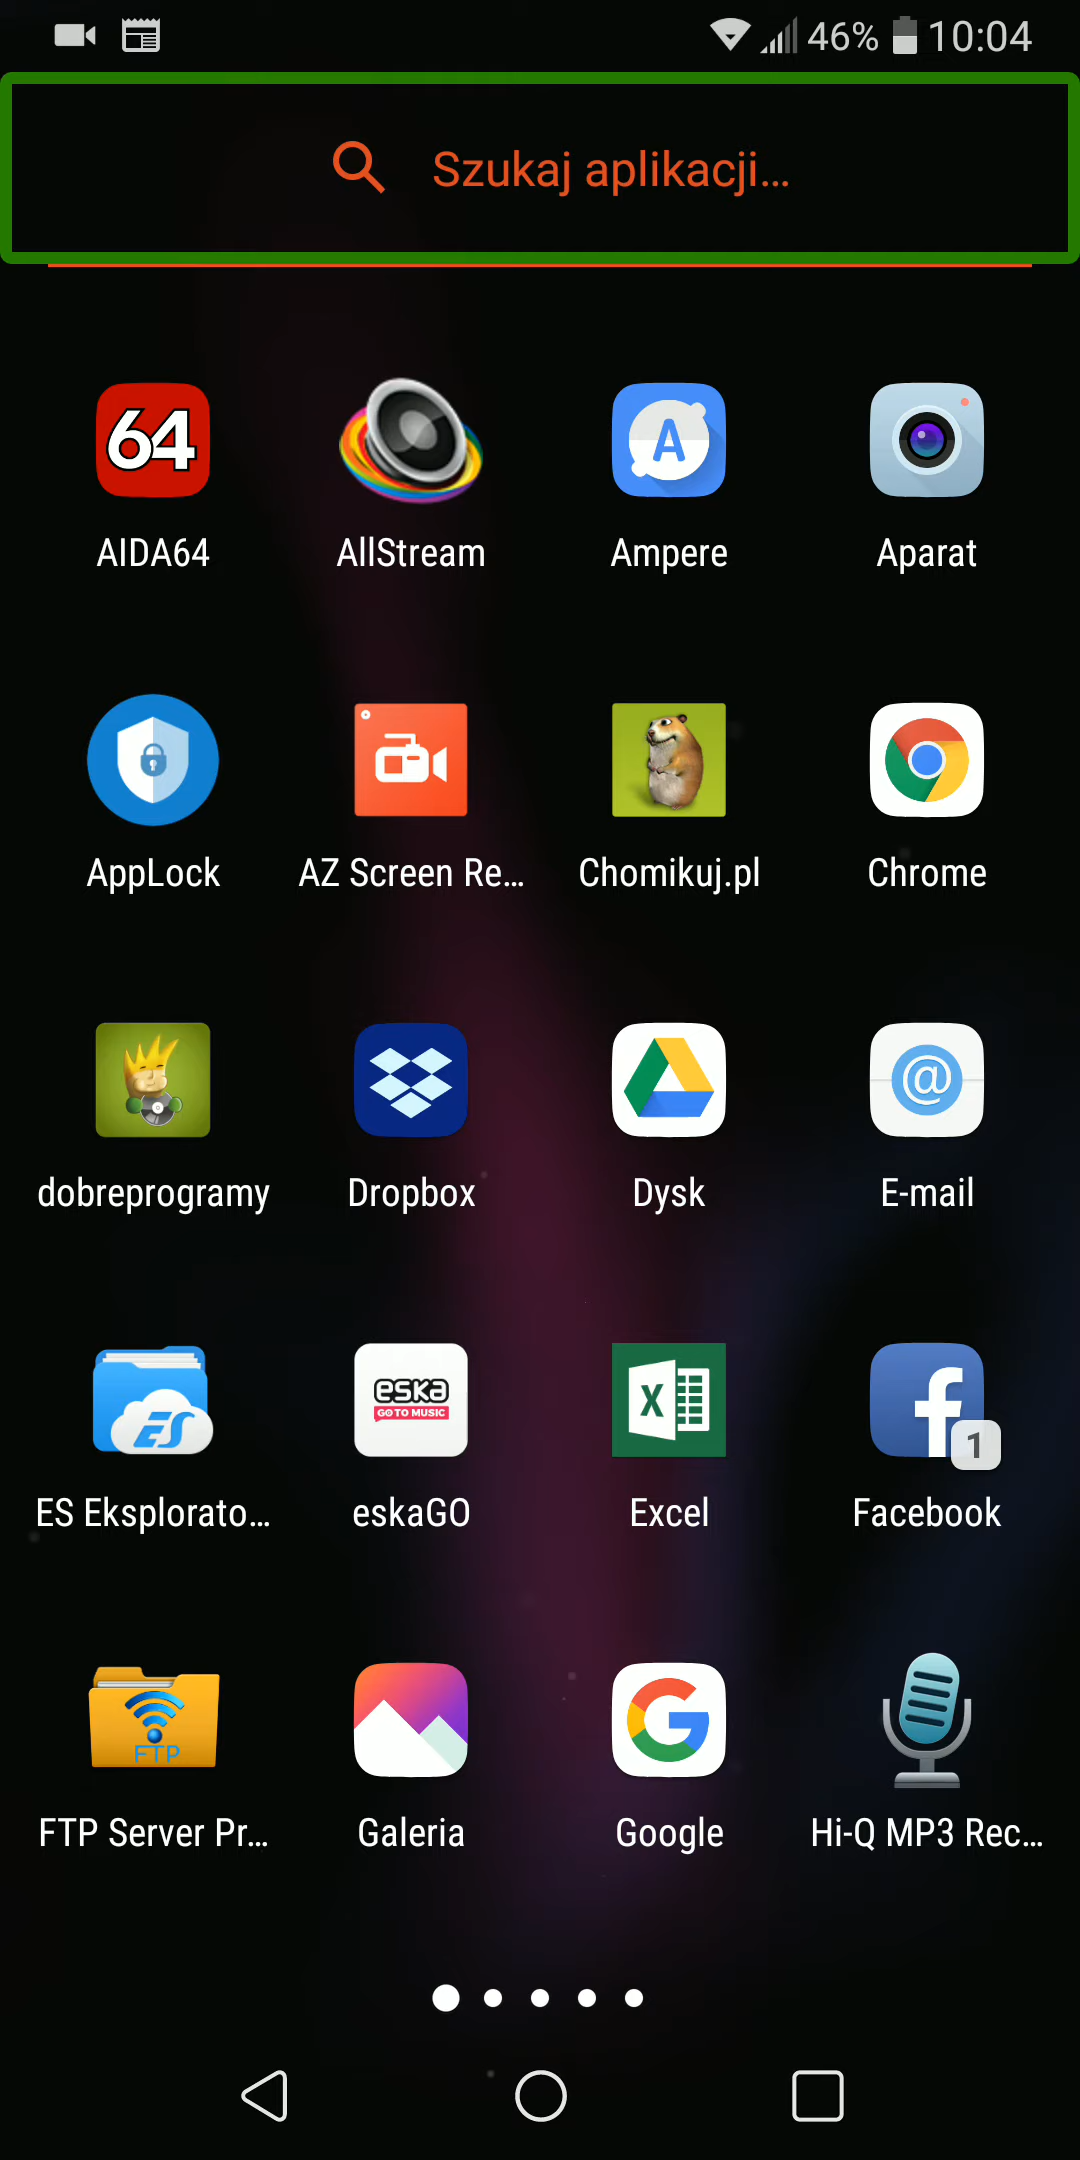 46% 10:04
Szukaj aplikacji...
64
A
AIDA64 AllStream Ampere Aparat
AppLock AZ Screen Re... Chomikuj.pl Chrome
@
dobreprogramy Dropbox Dysk E-mail
ES
eska
GO TO MUSIC
X
f
1
ES Eksplorato... eskaGO Excel Facebook
FTP
G
FTP Server Pr... Galeria Google Hi-Q MP3 Rec...